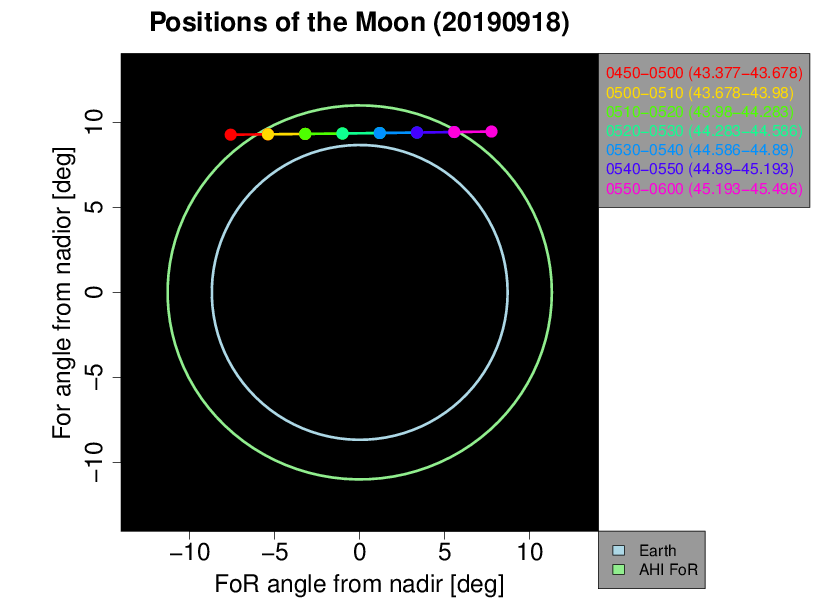 Positions of the Moon (20190918)
0450−0500 (43.377−43.678)
0500−0510 (43.678−43.98)
0510−0520 (43.98−44.283)
0520−0530 (44.283−44.586)
0530−0540 (44.586−44.89)
0540−0550 (44.89−45.193)
0550−0600 (45.193−45.496)
For angle from nadior [deg]
10
5
0
−5
−10
−10 −5 0 5 10
FoR angle from nadir [deg]
Earth
AHI FoR